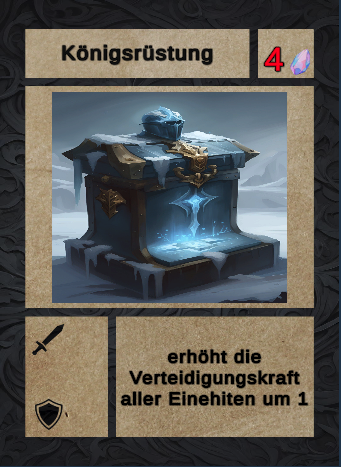 Königsrüstung
4
erhöht die
Verteidigungskraft
aller Einehiten um 1